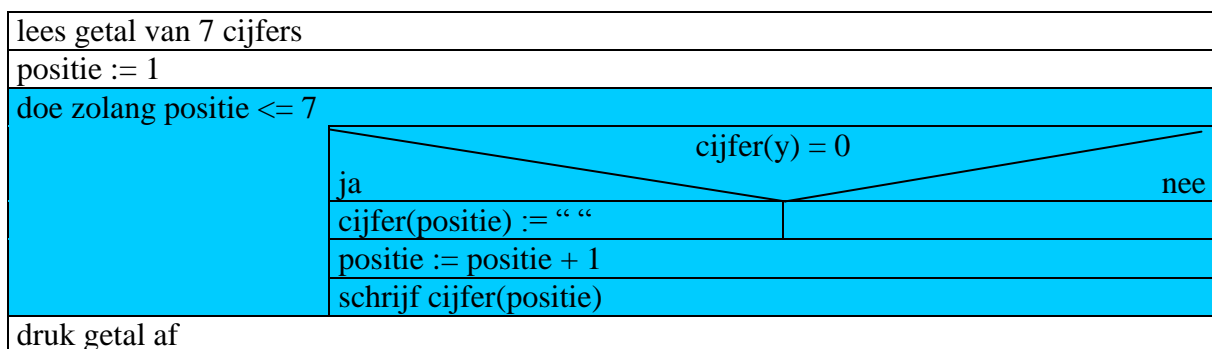 lees getal van 7 cijfers
positie := 1
doe zolang positie <= 7
cijfer(y) = 0
ja nee
cijfer(positie) := “ “
positie := positie + 1
schrijf cijfer(positie)
druk getal af